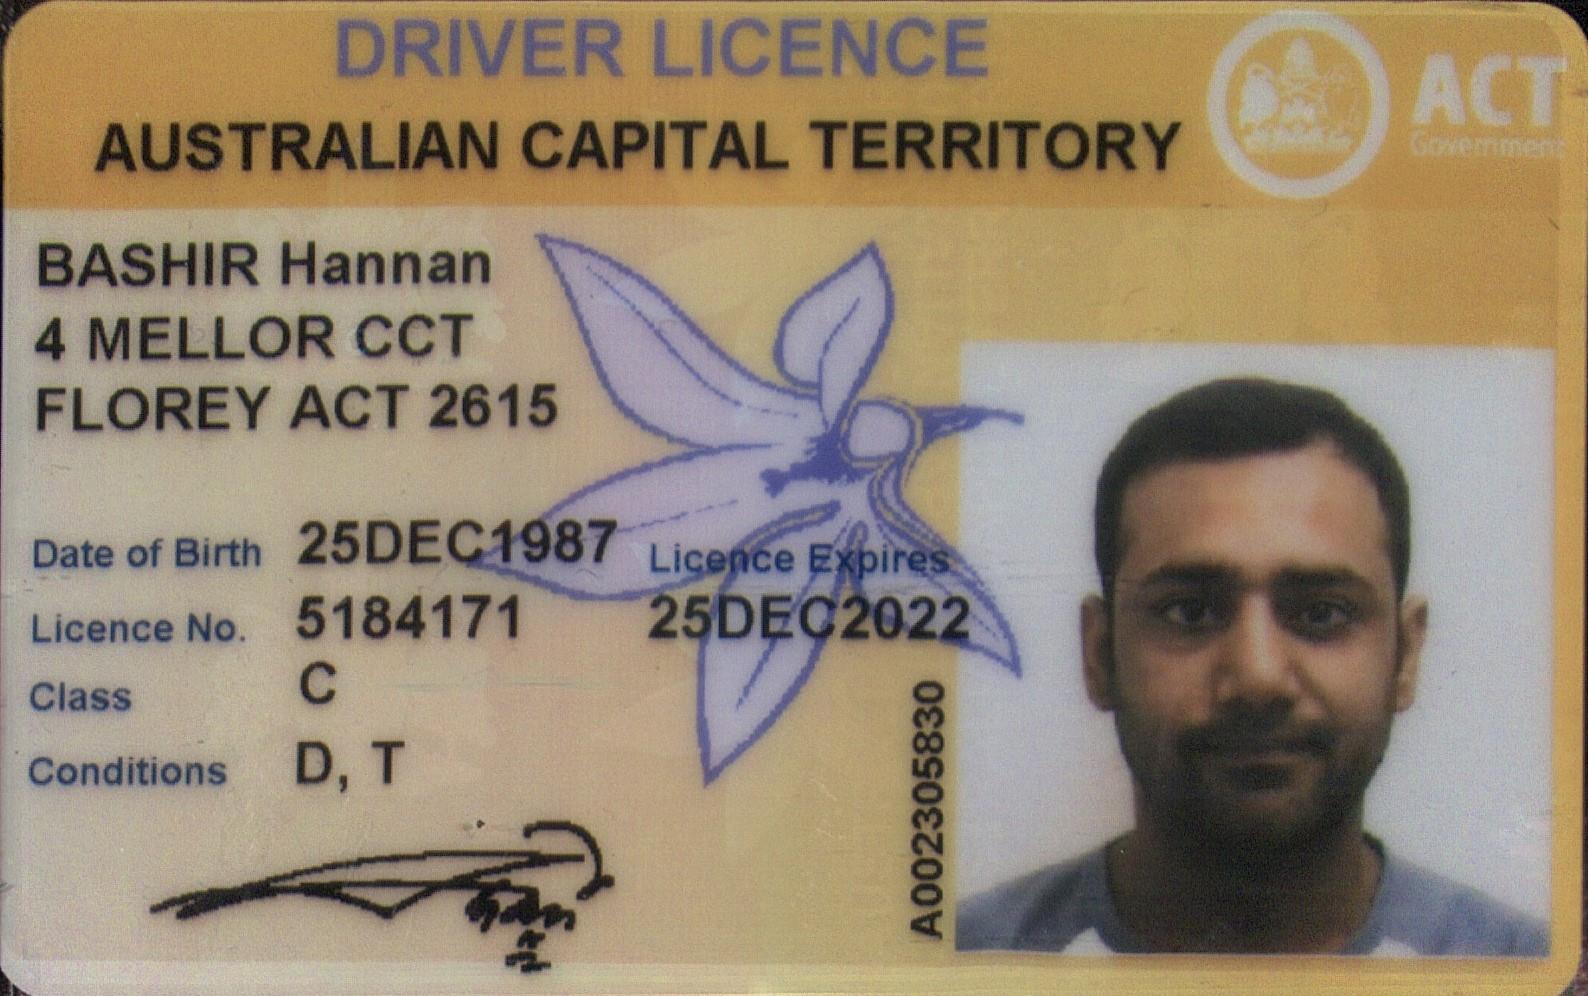 DRIVER LICENCE
AUSTRALIAN CAPITAL TERRITORY
ACT
Government
BASHIR Hannan
4 MELLOR CCT
FLOREY ACT 2615
Date of Birth 25DEC1987
Licence Expires
25DEC2022
Licence No. 5184171
Class C
Conditions D, T
A002305830